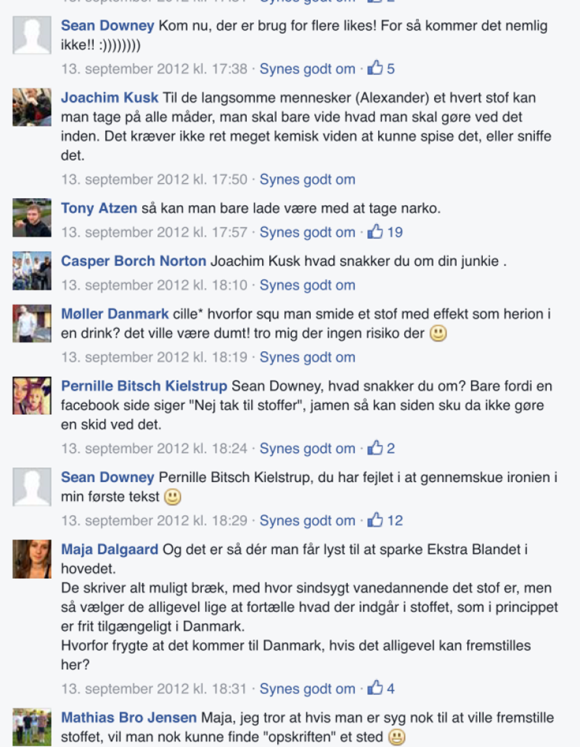 Sean Downey Kom nu, der er brug for flere likes! For så kommer det nemlig
ikke!! :))))))))
13. september 2012 kl. 17:38 · Synes godt om · 5
Joachim Kusk Til de langsomme mennesker (Alexander) et hvert stof kan
man tage på alle måder, man skal bare vide hvad man skal gøre ved det
inden. Det kræver ikke ret meget kemisk viden at kunne spise det, eller sniffe
det.
13. september 2012 kl. 17:50 · Synes godt om
Tony Atzen så kan man bare lade være med at tage narko.
13. september 2012 kl. 17:57 · Synes godt om · 19
Casper Borch Norton Joachim Kusk hvad snakker du om din junkie .
13. september 2012 kl. 18:10 · Synes godt om
Møller Danmark cille* hvorfor squ man smide et stof med effekt som herion i
en drink? det ville være dumt! tro mig der ingen risiko der
13. september 2012 kl. 18:19 · Synes godt om
Pernille Bitsch Kielstrup Sean Downey, hvad snakker du om? Bare fordi en
facebook side siger "Nej tak til stoffer", jamen så kan siden sku da ikke gøre
en skid ved det.
13. september 2012 kl. 18:24 · Synes godt om · 2
Sean Downey Pernille Bitsch Kielstrup, du har fejlet i at gennemskue ironien i
min første tekst
13. september 2012 kl. 18:29 · Synes godt om · 12
Maja Dalgaard Og det er så dér man får lyst til at sparke Ekstra Blandet i
hovedet.
De skriver alt muligt bræk, med hvor sindsygt vanedannende det stof er, men
så vælger de alligevel lige at fortælle hvad der indgår i stoffet, som i princippet
er frit tilgængeligt i Danmark.
Hvorfor frygte at det kommer til Danmark, hvis det alligevel kan fremstilles
her?
13. september 2012 kl. 18:31 · Synes godt om · 4
Mathias Bro Jensen Maja, jeg tror at hvis man er syg nok til at ville fremstille
stoffet, vil man nok kunne finde "opskriften" et sted